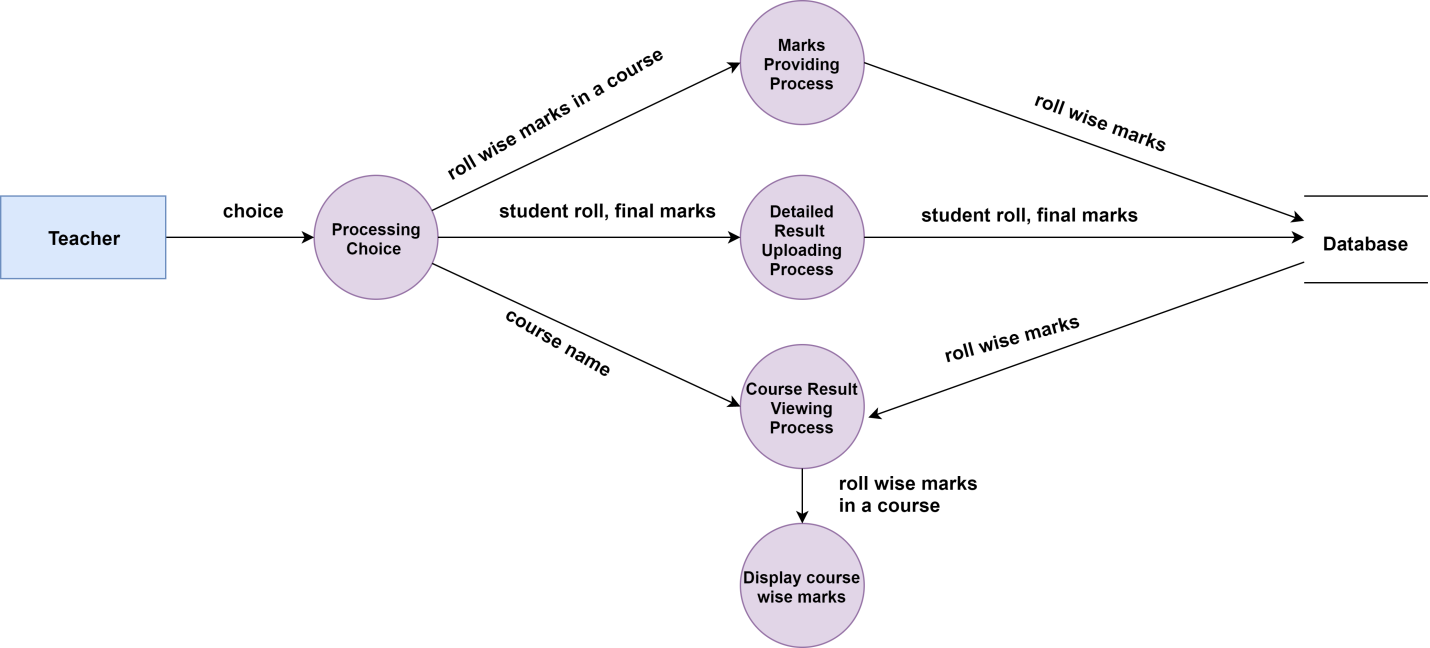 Marks
Providing
Process
roll wise marks in a course
roll wise marks
Teacher
choice
Processing
Choice
student roll, final marks
Detailed
Result
Uploading
Process
student roll, final marks
Database
course name
roll wise marks
Course Result
Viewing
Process
roll wise marks
in a course
Display course
wise marks